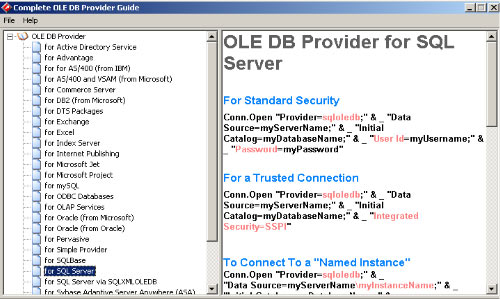 Complete OLE DB Provider Guide
File Help
OLE DB Provider
for Active Directory Service
for Advantage
for for AS/400 (from IBM)
for AS/400 and VSAM (from Microsoft)
for Commerce Server
for DB2 (from Microsoft)
for DTS Packages
for Exchange
for Excel
for Index Server
for Internet Publishing
for Microsoft Jet
for Microsoft Project
for mySQL
for ODBC Databases
for OLAP Services
for Oracle (from Microsoft)
for Oracle (from Oracle)
for Pervasive
for Simple Provider
for SQLBase
for SQL Server
for SQL Server via SQLXMLOLEDB
for Sybase Adaptive Server Anywhere (ASA)
OLE DB Provider for SQL
Server
For Standard Security
Conn.Open "Provider=sqloledb;" & _ "Data
Source=myServerName;" & _ "Initial
Catalog=myDatabaseName;" & _ "User Id=myUsername;" &
_ "Password=myPassword"
For a Trusted Connection
Conn.Open "Provider=sqloledb;" & _ "Data
Source=myServerName;" & _ "Initial
Catalog=myDatabaseName;" & _ "Integrated
Security=SSPI"
To Connect To a "Named Instance"
Conn.Open "Provider=sqloledb;" & _
"Data Source=myServerName\myInstanceName;" &